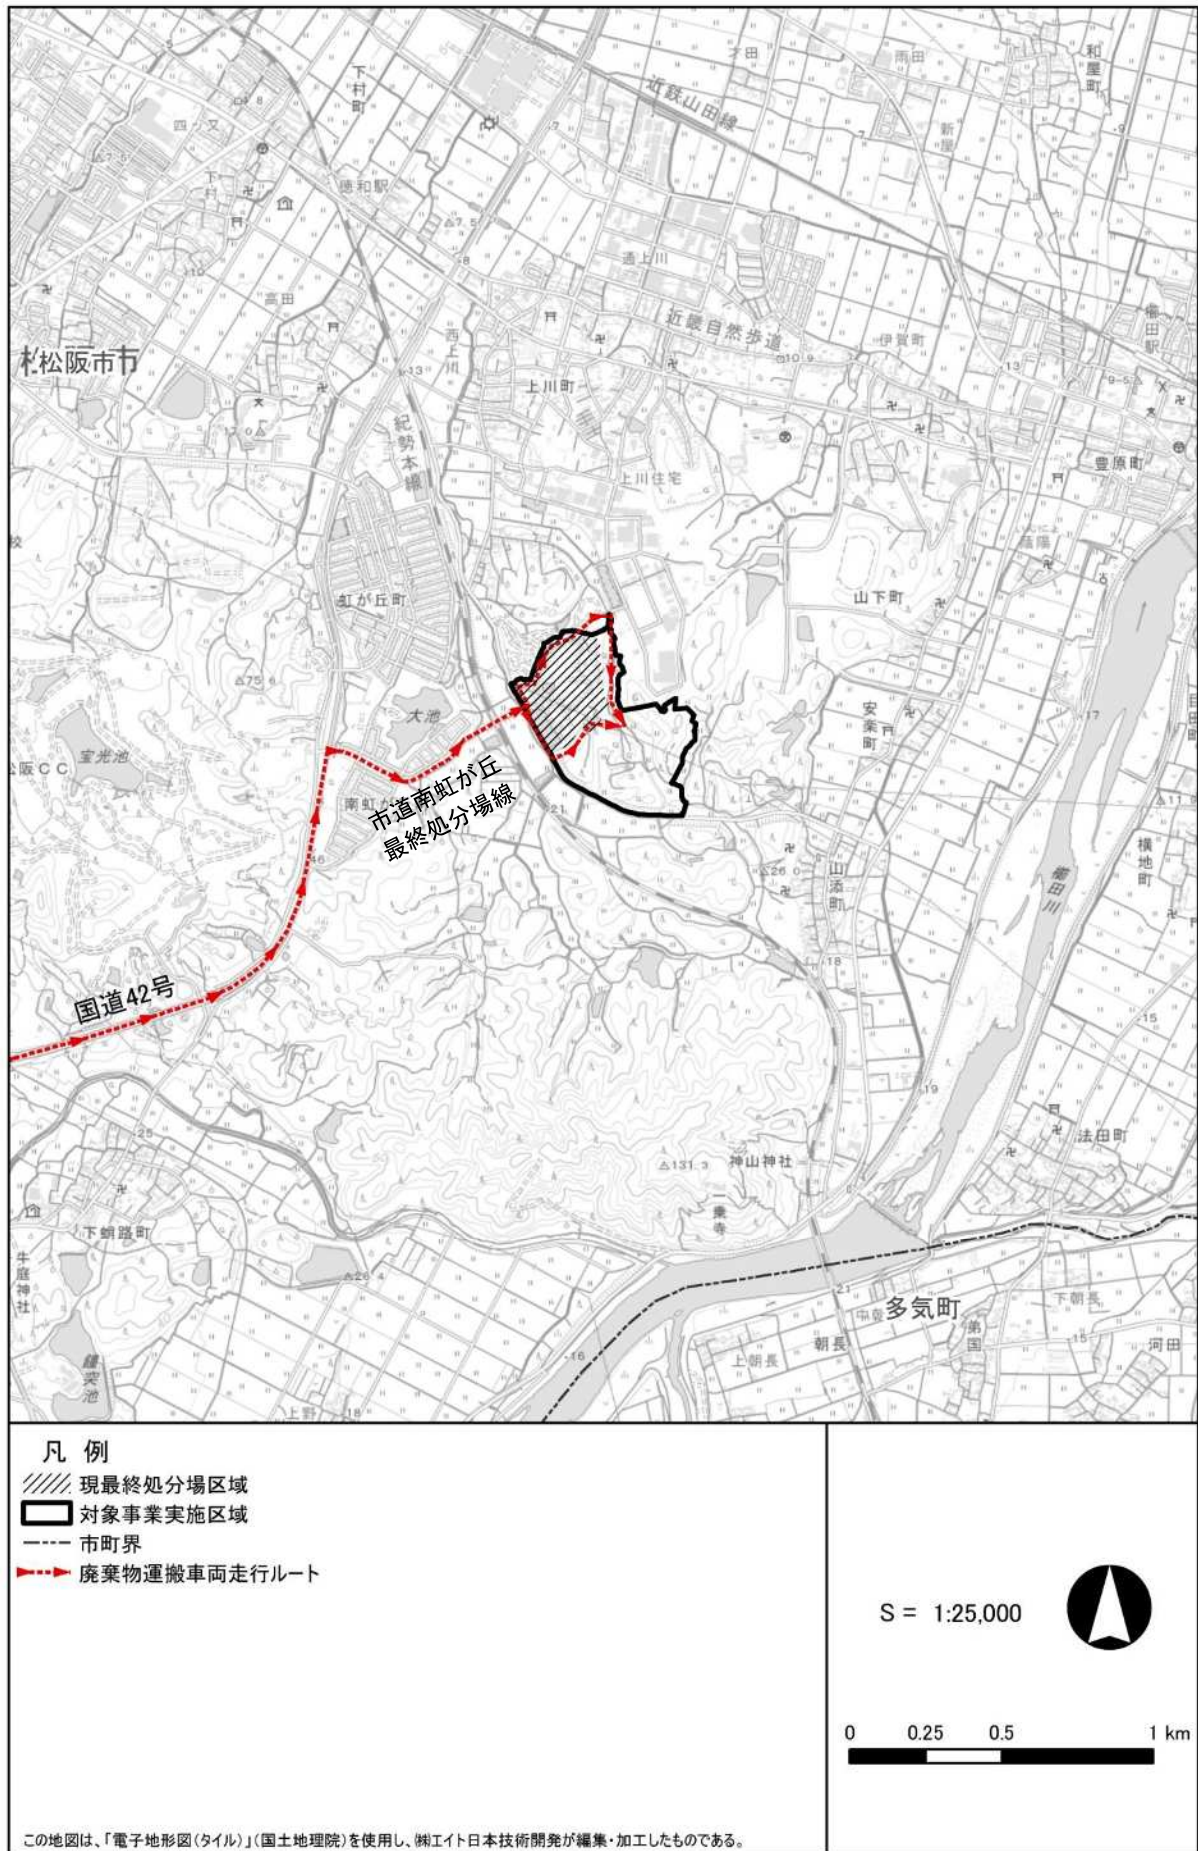 和屋町
才田
雨田
下村町
近鉄山田線
四ツ又
新屋
下村
徳和駅
通上川
高田
近畿自然歩道
櫛田駅
西上川
伊賀町
松阪市
上川町
紀勢本線
上川住宅
豊原町
虹が丘町
山下町
大池
安楽町
宝光池
市道南虹が丘
最終処分場線
横地町
山添町
櫛田川
国道42号
法田町
神山神社
一乗寺
下蛸路町
牛庭神社
多気町
下朝長
朝長
弟国
河田
上朝長
上野
凡 例
現最終処分場区域
対象事業実施区域
市町界
廃棄物運搬車両走行ルート
S = 1:25,000
0 0.25 0.5 1 km
この地図は、「電子地形図(タイル)」(国土地理院)を使用し、㈱エイト日本技術開発が編集・加工したものである。